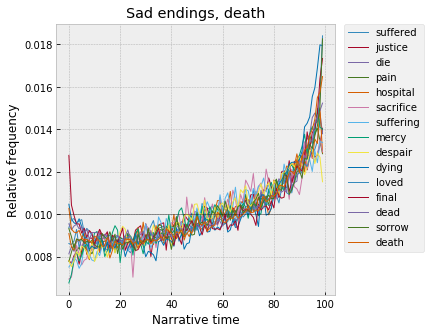 Sad endings, death
Relative frequency
0.018
0.016
0.014
0.012
0.010
0.008
0
20
40
60
80
100
Narrative time
suffered
justice
die
pain
hospital
sacrifice
suffering
mercy
despair
dying
loved
final
dead
sorrow
death